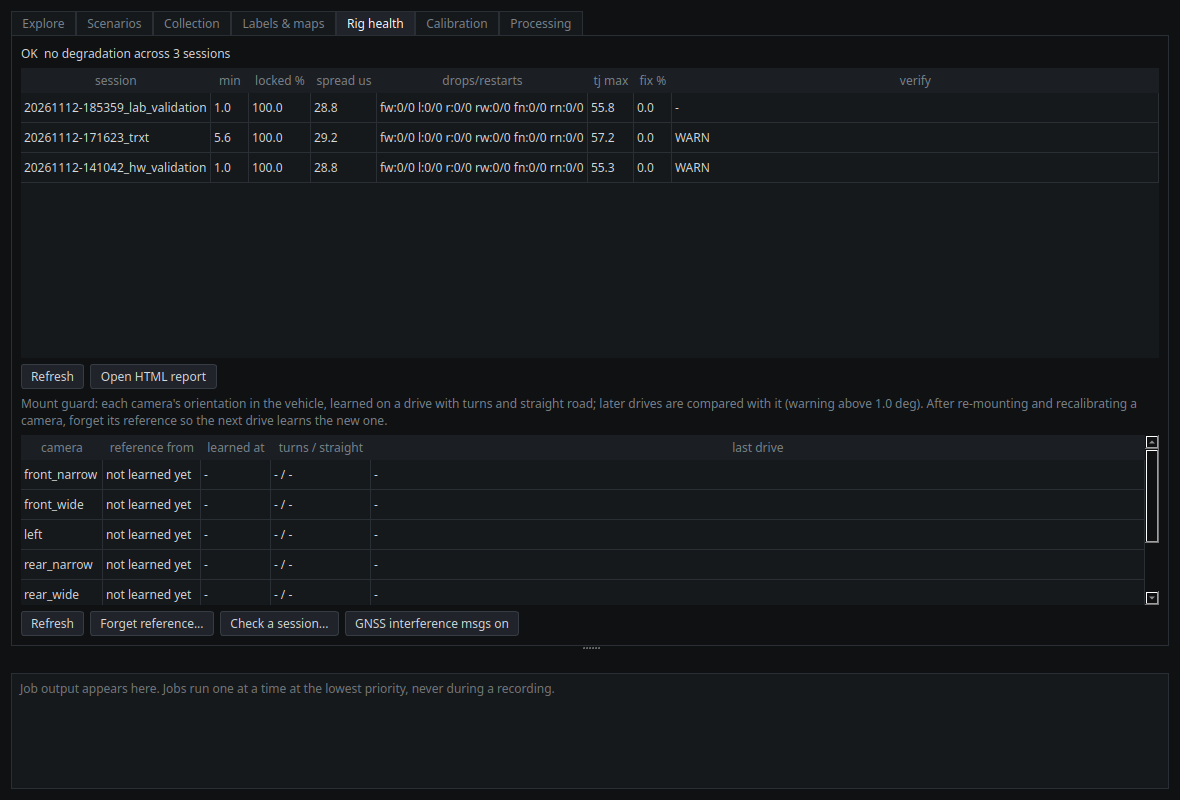 Explore Scenarios Collection Labels & maps Rig health Calibration Processing
OK no degradation across 3 sessions
session min locked % spread us drops/restarts tj max fix % verify
20261112-185359_lab_validation 1.0 100.0 28.8 fw:0/0 l:0/0 r:0/0 rw:0/0 fn:0/0 rn:0/0 55.8 0.0 -
20261112-171623_trxt 5.6 100.0 29.2 fw:0/0 l:0/0 r:0/0 rw:0/0 fn:0/0 rn:0/0 57.2 0.0 WARN
20261112-141042_hw_validation 1.0 100.0 28.8 fw:0/0 l:0/0 r:0/0 rw:0/0 fn:0/0 rn:0/0 55.3 0.0 WARN
Refresh Open HTML report
Mount guard: each camera's orientation in the vehicle, learned on a drive with turns and straight road; later drives are compared with it (warning above 1.0 deg). After re-mounting and recalibrating a
camera, forget its reference so the next drive learns the new one.
camera reference from learned at turns / straight last drive
front_narrow not learned yet - - / - -
front_wide not learned yet - - / - -
left not learned yet - - / - -
rear_narrow not learned yet - - / - -
rear_wide not learned yet - - / - -
Refresh Forget reference... Check a session... GNSS interference msgs on
Job output appears here. Jobs run one at a time at the lowest priority, never during a recording.